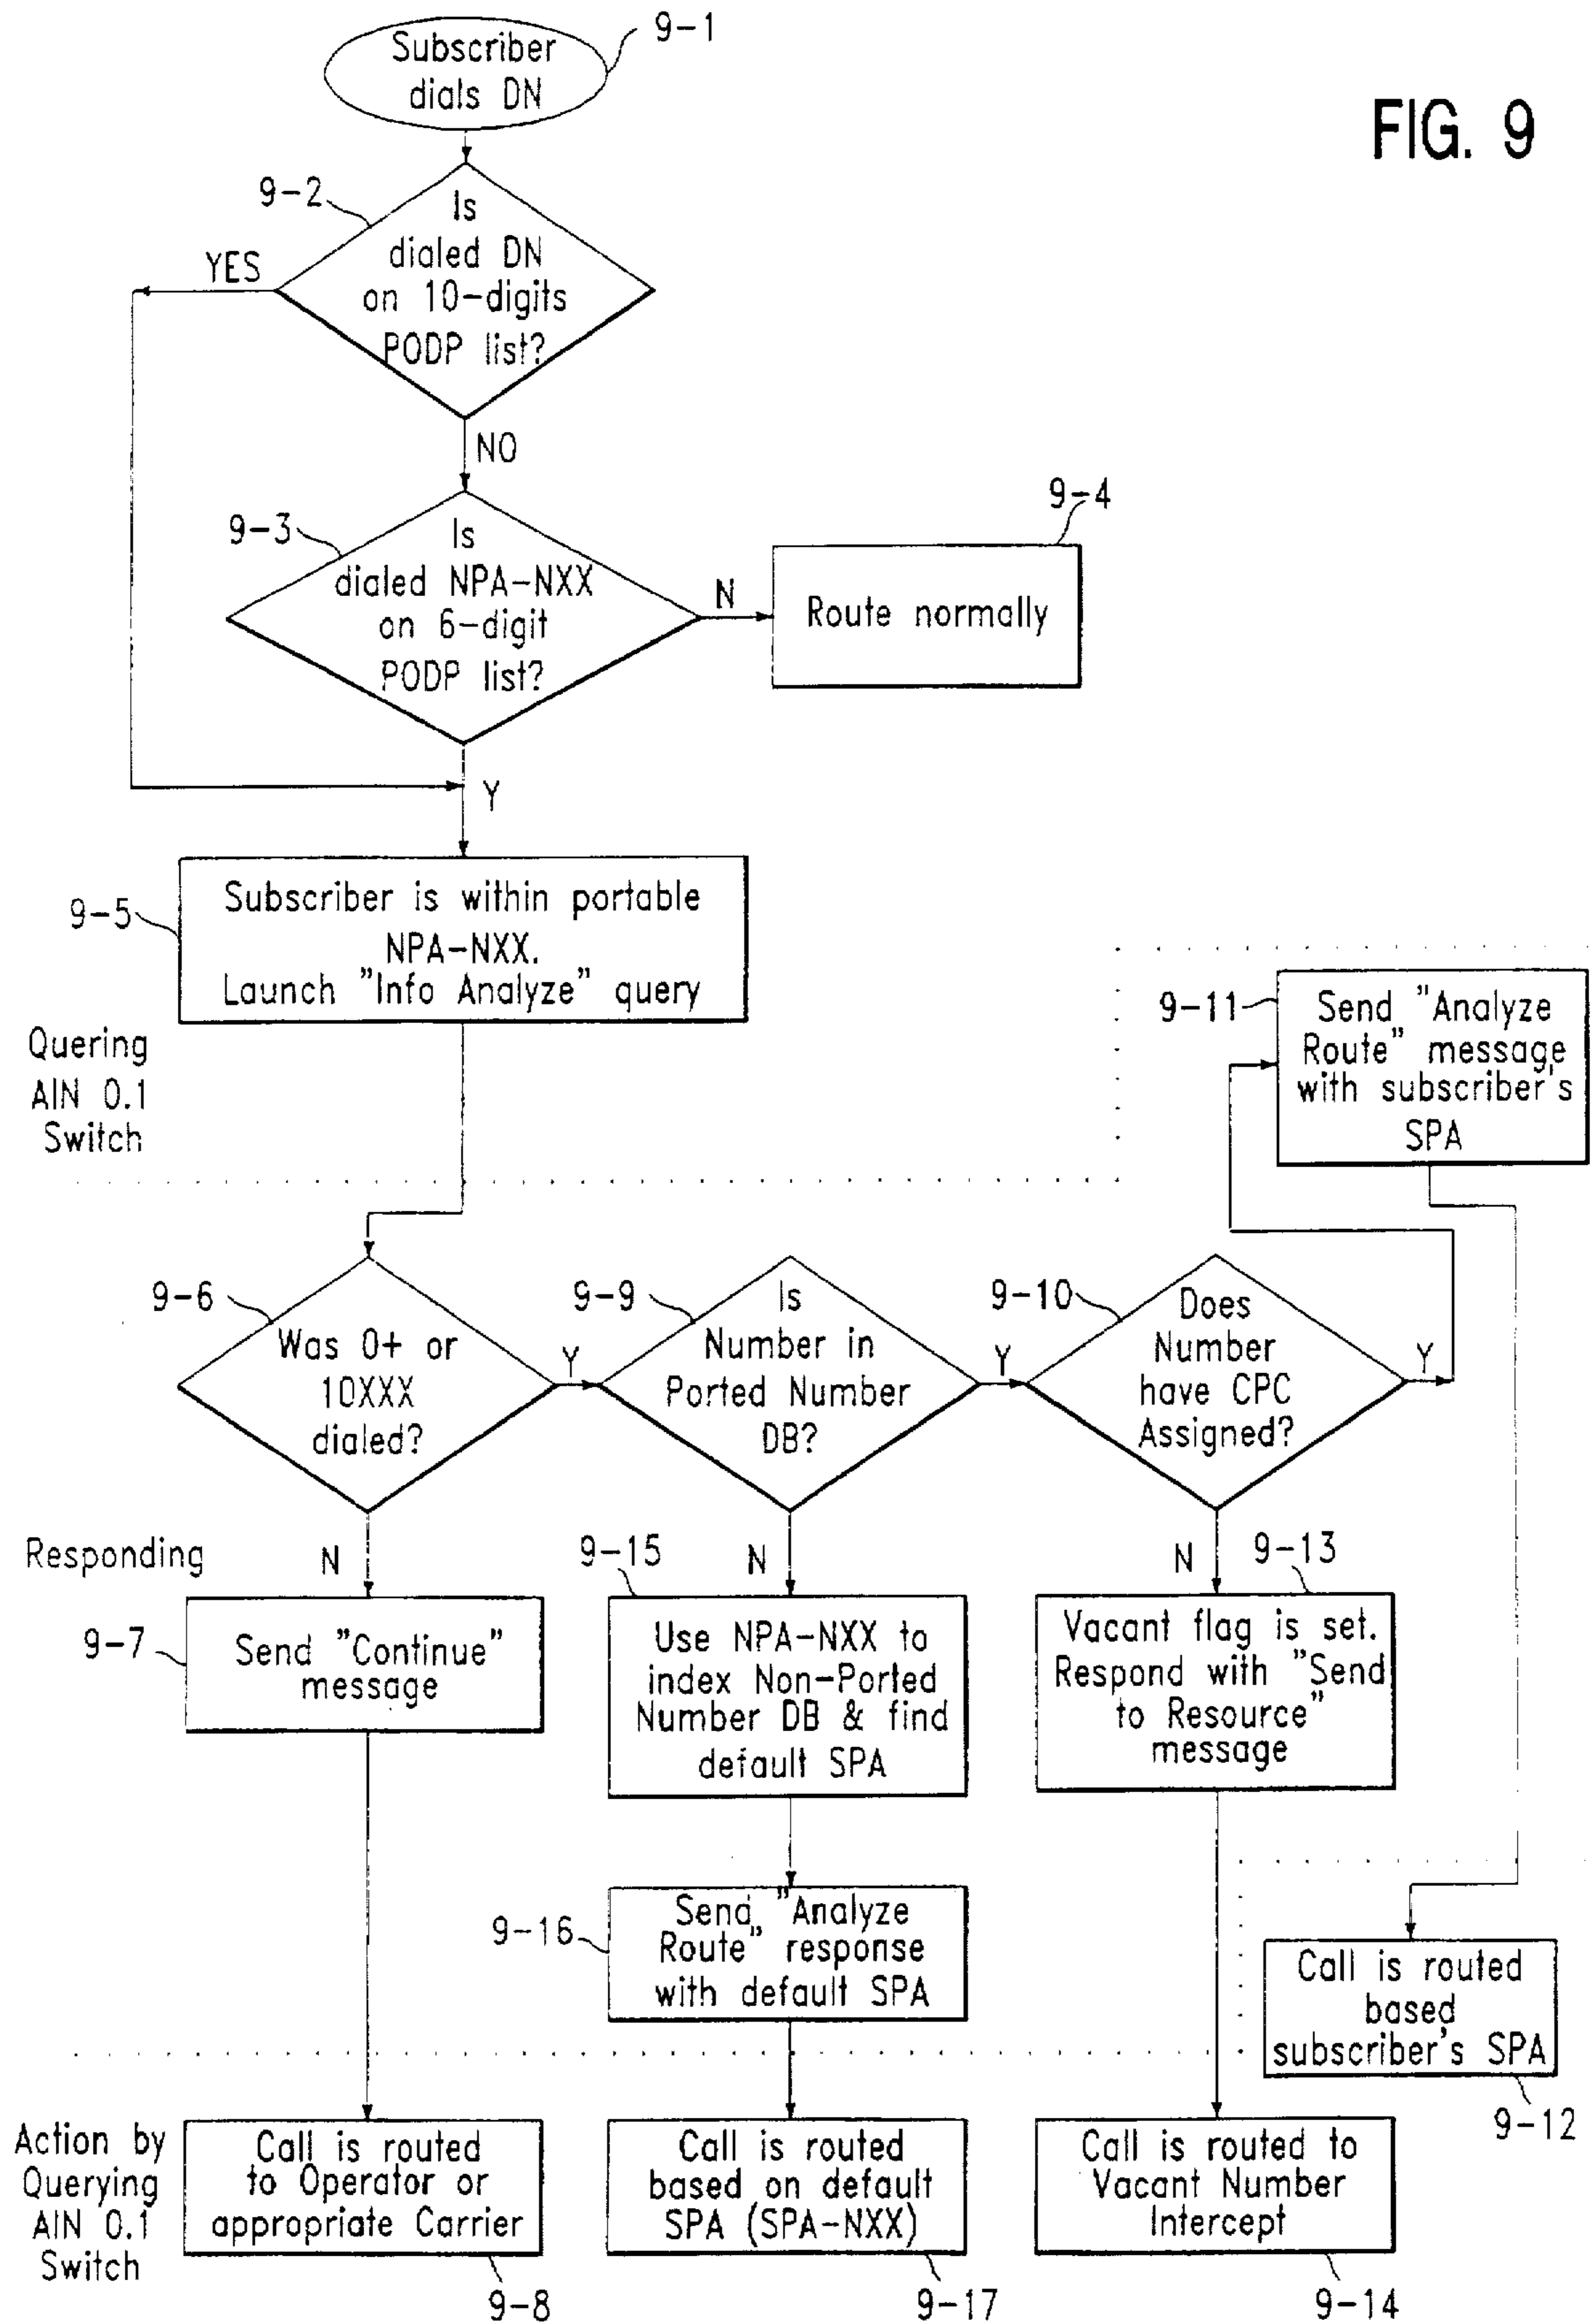 FIG. 9
9-1
Subscriber
dials DN
9-2
Is
dialed DN
on 10-digits
PODP list?
YES
NO
9-3
Is
dialed NPA-NXX
on 6-digit
PODP list?
N
9-4
Route normally
Y
9-5
Subscriber is within portable
NPA-NXX.
Launch "Info Analyze" query
Quering
AIN 0.1
Switch
9-11
Send "Analyze
Route" message
with subscriber's
SPA
9-6
Was 0+ or
10XXX
dialed?
Y
9-9
Is
Number in
Ported Number
DB?
Y
9-10
Does
Number
have CPC
Assigned?
Y
Responding
N
9-15
N
N
9-13
9-7
Send "Continue"
message
Use NPA-NXX to
index Non-Ported
Number DB & find
default SPA
Vacant flag is set.
Respond with "Send
to Resource"
message
9-16
Send "Analyze
Route" response
with default SPA
Call is routed
based
subscriber's SPA
9-12
Action by
Querying
AIN 0.1
Switch
Call is routed
to Operator or
appropriate Carrier
9-8
Call is routed
based on default
SPA (SPA-NXX)
9-17
Call is routed to
Vacant Number
Intercept
9-14